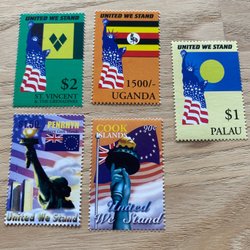 UNITED WE STAND
$2
ST. VINCENT
& THE GRENADINES
UNITED WE STAND
1500/-
UGANDA
UNITED WE STAND
$1
PALAU
PENRHYN
United We Stand
COOK
ISLANDS
90¢
United
We Stand